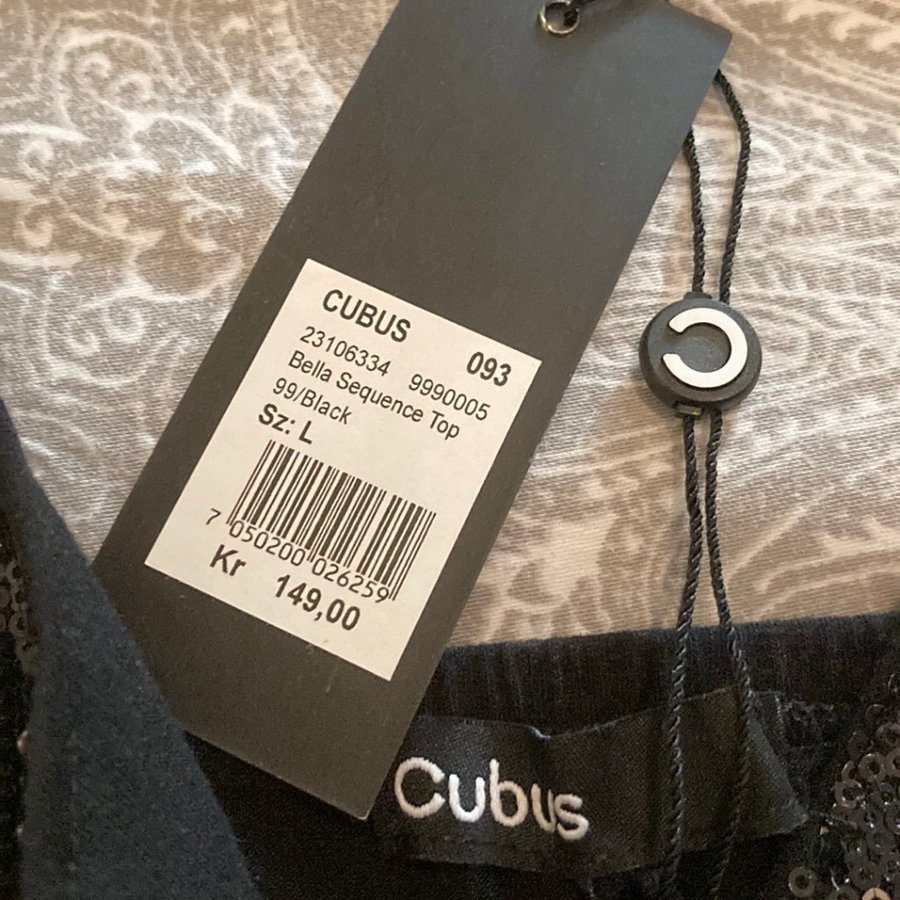 CUBUS 093
23106334 9990005
Bella Sequence Top
99/Black
Sz: L
7 050200 026259
Kr 149,00
Cubus